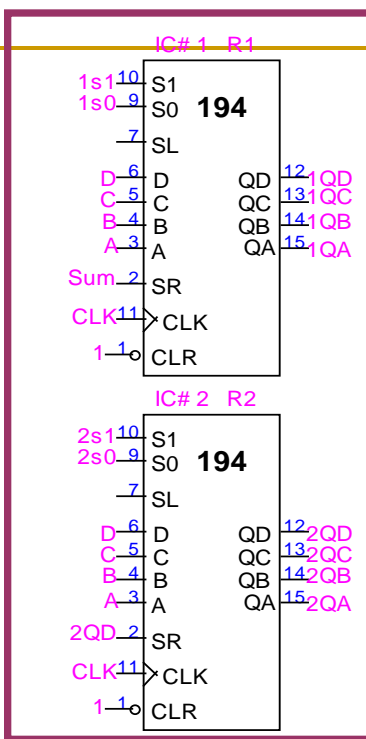 IC# 1 R1
1s1 10 S1
1s0 9 S0 194
7 SL
D 6 D QD 12 1QD
C 5 C QC 13 1QC
B 4 B QB 14 1QB
A 3 A QA 15 1QA
Sum 2 SR
CLK 11 CLK
1 1 CLR
IC# 2 R2
2s1 10 S1
2s0 9 S0 194
7 SL
D 6 D QD 12 2QD
C 5 C QC 13 2QC
B 4 B QB 14 2QB
A 3 A QA 15 2QA
2QD 2 SR
CLK 11 CLK
1 1 CLR